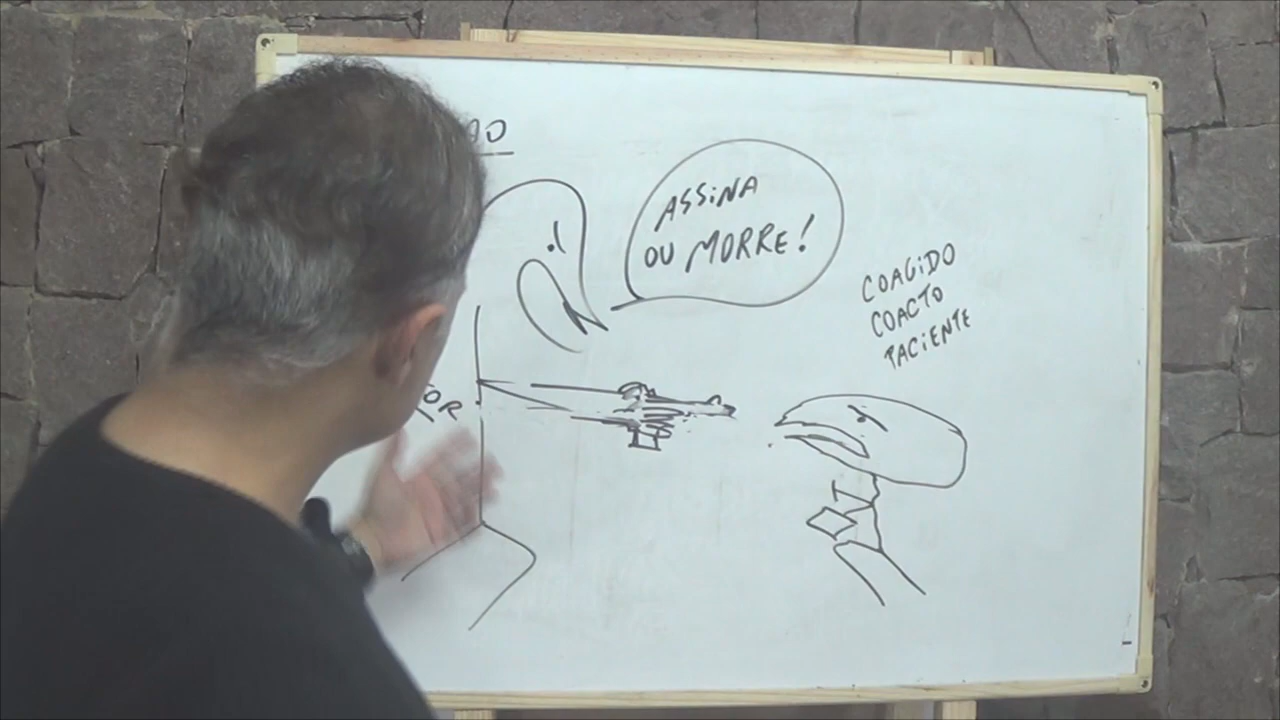 ASSINA
OU MORRE!
COAGIDO
COACTO
PACIENTE